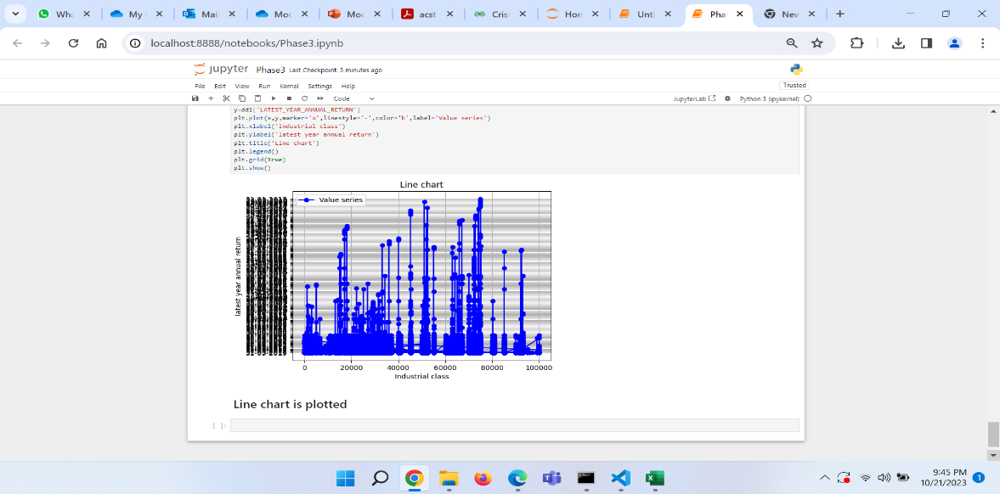 Wha
My
Mail
Moc
Moc
acst
Cris
Hon
Unti
Pha
Nev
localhost:8888/notebooks/Phase3.ipynb
jupyter Phase3 Last Checkpoint: 3 minutes ago
File Edit View Run Kernel Settings Help
Trusted
Code
JupyterLab
Python 3 (ipykernel)
y=dd1['LATEST_YEAR_ANNUAL_RETURN']
plt.plot(x,y,marker='o',linestyle='-',color='b',label='Value series')
plt.xlabel('Industrial class')
plt.ylabel('latest year annual return')
plt.title('Line chart')
plt.legend()
plt.grid(True)
plt.show()
Line chart
Value series
latest year annual return
0 20000 40000 60000 80000 100000
Industrial class
Line chart is plotted
[ ]:
9:45 PM
10/21/2023
1